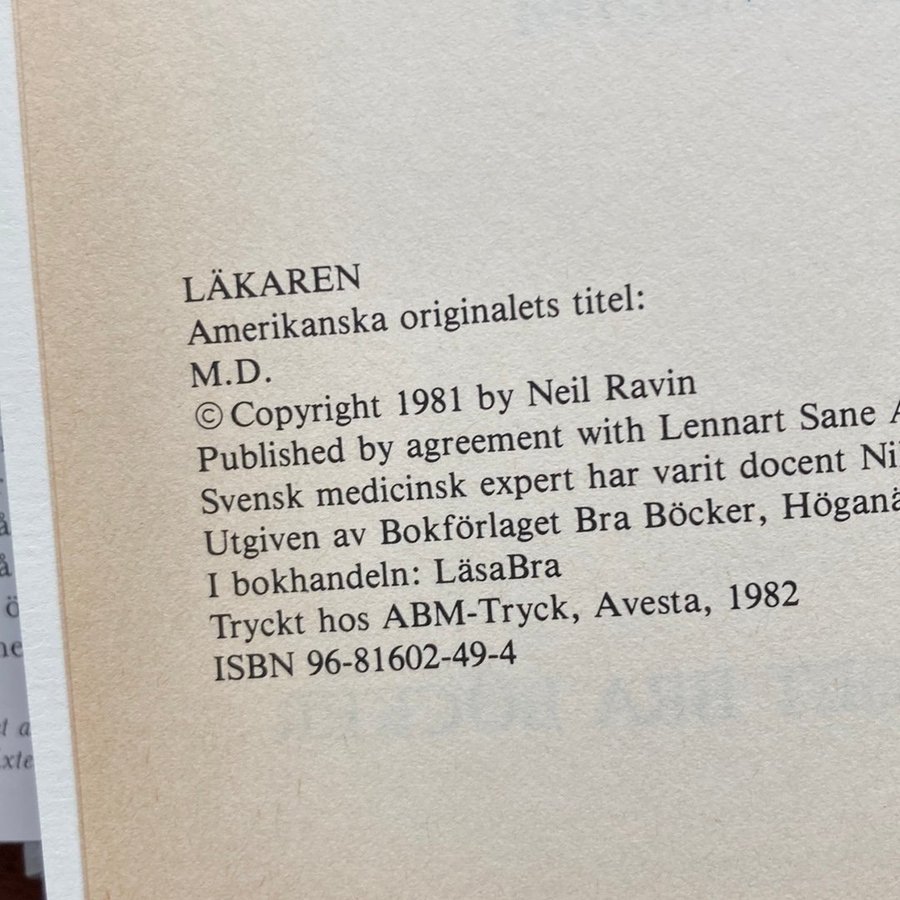 LÄKAREN
Amerikanska originalets titel:
M.D.
© Copyright 1981 by Neil Ravin
Published by agreement with Lennart Sane
Svensk medicinsk expert har varit docent
Utgiven av Bokförlaget Bra Böcker,
I bokhandeln: LäsaBra
Tryckt hos ABM-Tryck, Avesta, 1982
ISBN 96-81602-49-4